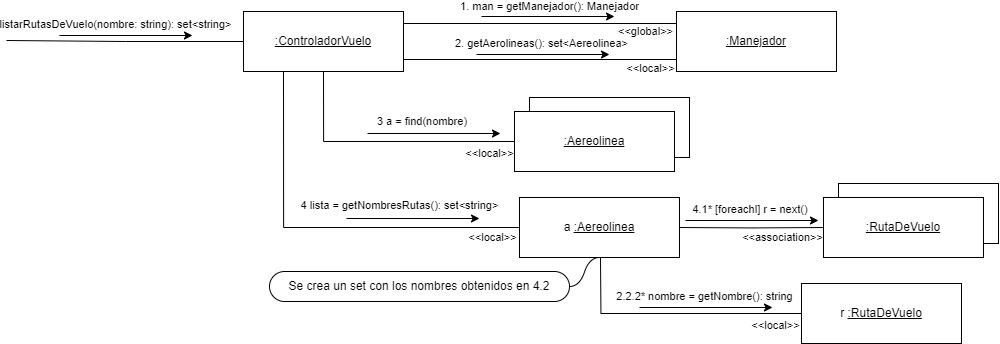 1. man = getManejador(): Manejador
listarRutasDeVuelo(nombre: string): set<string>
<<global>>
:ControladorVuelo
:Manejador
2. getAerolineas(): set<Aereolinea>
<<local>>
3 a = find(nombre)
:Aereolinea
<<local>>
4 lista = getNombresRutas(): set<string>
4.1* [foreachl] r = next()
a :Aereolinea
:RutaDeVuelo
<<local>>
<<association>>
Se crea un set con los nombres obtenidos en 4.2
2.2.2* nombre = getNombre(): string
r :RutaDeVuelo
<<local>>